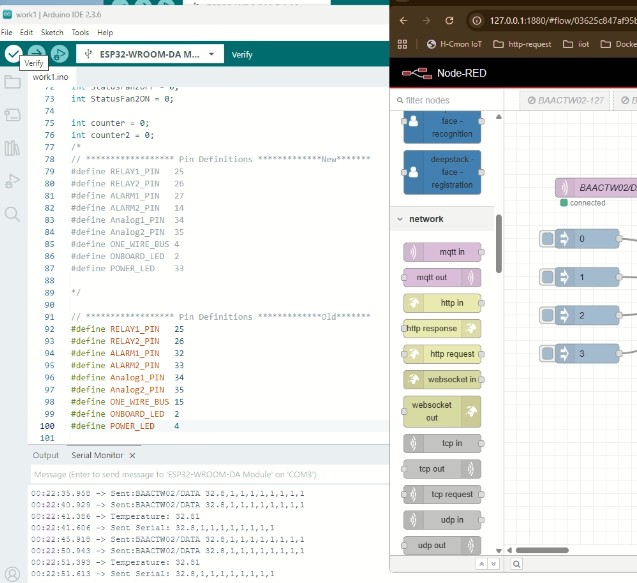 work1 | Arduino IDE 2.3.6
File Edit Sketch Tools Help
ESP32-WROOM-DA M... Verify
Verify
work1.ino
73 int StatusFan2ON = 0;
74
75 int counter = 0;
76 int counter2 = 0;
77 /*
78 // ****************** Pin Definitions *************New*******
79 #define RELAY1_PIN 25
80 #define RELAY2_PIN 26
81 #define ALARM1_PIN 27
82 #define ALARM2_PIN 14
83 #define Analog1_PIN 34
84 #define Analog2_PIN 35
85 #define ONE_WIRE_BUS 4
86 #define ONBOARD_LED 2
87 #define POWER_LED 33
88
89 */
90
91 // ****************** Pin Definitions *************Old*******
92 #define RELAY1_PIN 25
93 #define RELAY2_PIN 26
94 #define ALARM1_PIN 32
95 #define ALARM2_PIN 33
96 #define Analog1_PIN 34
97 #define Analog2_PIN 35
98 #define ONE_WIRE_BUS 15
99 #define ONBOARD_LED 2
100 #define POWER_LED 4
101
Output Serial Monitor
Message (Enter to send message to 'ESP32-WROOM-DA Module' on 'COM3')
00:22:35.958 -> Sent:BAACTW02/DATA 32.8,1,1,1,1,1,1,1
00:22:40.929 -> Sent:BAACTW02/DATA 32.8,1,1,1,1,1,1,1
00:22:41.386 -> Temperature: 32.81
00:22:41.606 -> Sent Serial: 32.8,1,1,1,1,1,1,1
00:22:45.918 -> Sent:BAACTW02/DATA 32.8,1,1,1,1,1,1,1
00:22:50.943 -> Sent:BAACTW02/DATA 32.8,1,1,1,1,1,1,1
00:22:51.393 -> Temperature: 32.81
00:22:51.613 -> Sent Serial: 32.8,1,1,1,1,1,1,1
127.0.0.1:1880/#flow/03625c847af95b
H-Cmon IoT http-request iiot Docke
Node-RED
filter nodes
BAACTW02-127
face -
recognition
deepstack -
face -
registration
network
mqtt in
mqtt out
http in
http response
http request
websocket in
websocket
out
tcp in
tcp out
tcp request
udp in
udp out
BAACTW02/D
connected
0
1
2
3